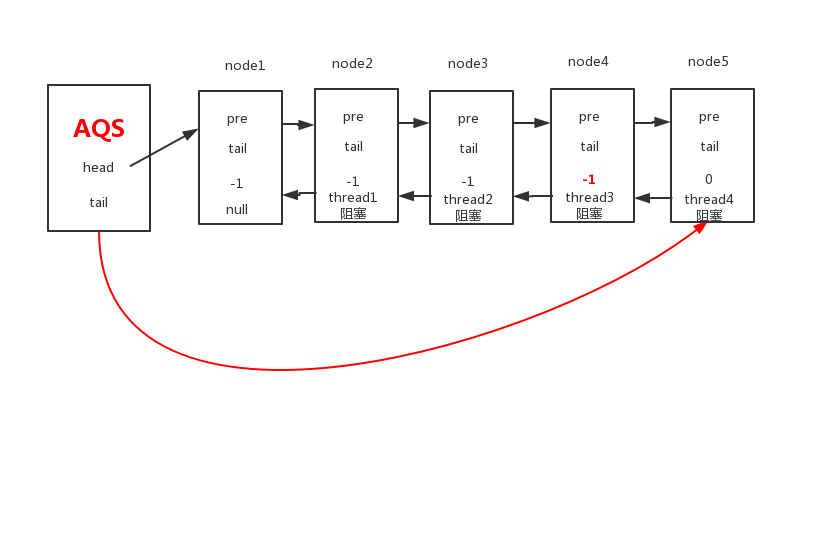 node1
node2
node3
node4
node5
AQS
head
tail
pre
tail
-1
null
pre
tail
-1
thread1
阻塞
pre
tail
-1
thread2
阻塞
pre
tail
-1
thread3
阻塞
pre
tail
0
thread4
阻塞